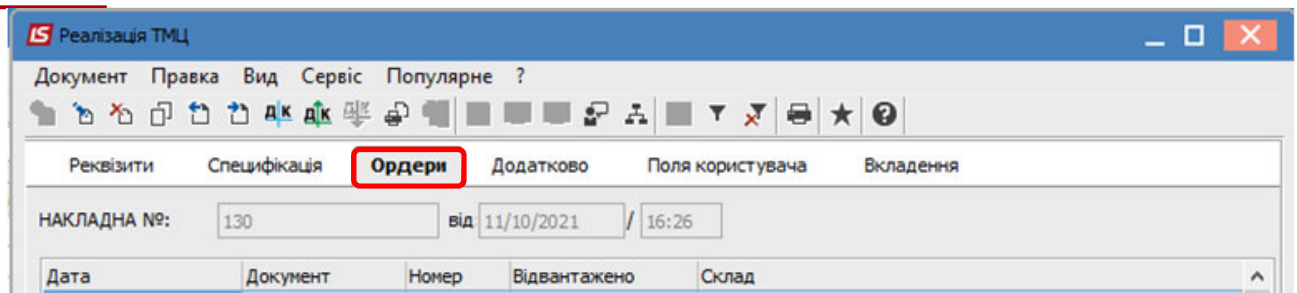 IS Реалізація ТМЦ
Документ Правка Вид Сервіс Популярне ?
Д|К Д|К Д|К
Реквізити Специфікація Ордери Додатково Поля користувача Вкладення
НАКЛАДНА №: 130 від 11/10/2021 / 16:26
Дата Документ Номер Відвантажено Склад